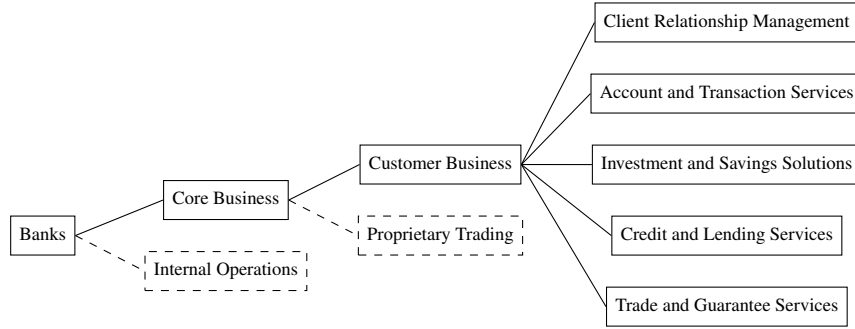 Client Relationship Management
Account and Transaction Services
Customer Business
Investment and Savings Solutions
Core Business
Banks
Proprietary Trading
Credit and Lending Services
Internal Operations
Trade and Guarantee Services